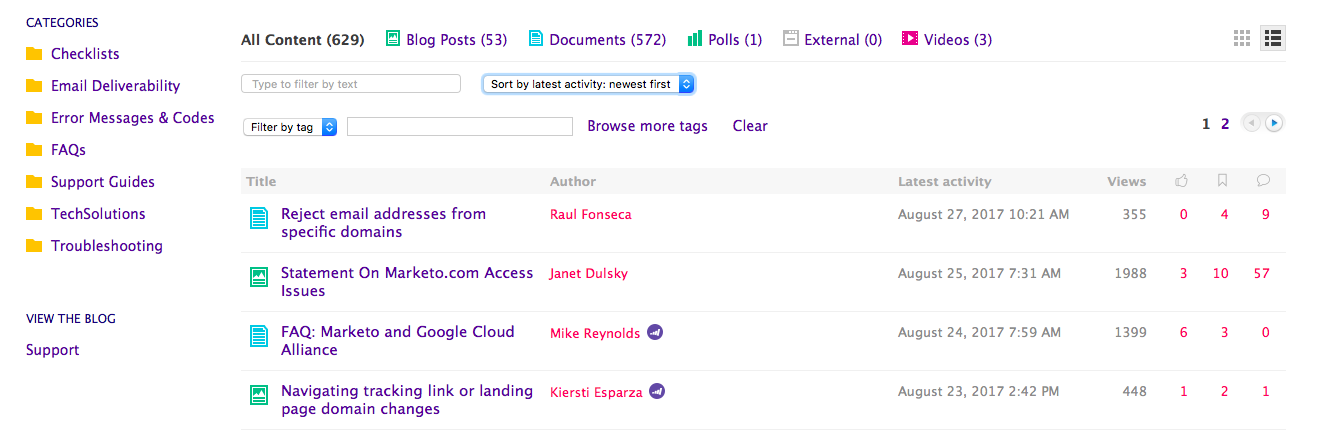 CATEGORIES
Checklists
Email Deliverability
Error Messages & Codes
FAQs
Support Guides
TechSolutions
Troubleshooting
VIEW THE BLOG
Support
All Content (629) Blog Posts (53) Documents (572) Polls (1) External (0) Videos (3)
Type to filter by text Sort by latest activity: newest first
Filter by tag Browse more tags Clear 1 2
Title Author Latest activity Views
Reject email addresses from Raul Fonseca August 27, 2017 10:21 AM 355 0 4 9
specific domains
Statement On Marketo.com Access Janet Dulsky August 25, 2017 7:31 AM 1988 3 10 57
Issues
FAQ: Marketo and Google Cloud Mike Reynolds August 24, 2017 7:59 AM 1399 6 3 0
Alliance
Navigating tracking link or landing Kiersti Esparza August 23, 2017 2:42 PM 448 1 2 1
page domain changes